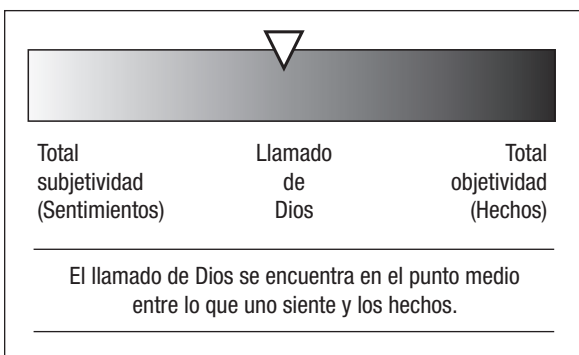 Total
subjetividad
(Sentimientos)
Llamado
de
Dios
Total
objetividad
(Hechos)
El llamado de Dios se encuentra en el punto medio
entre lo que uno siente y los hechos.